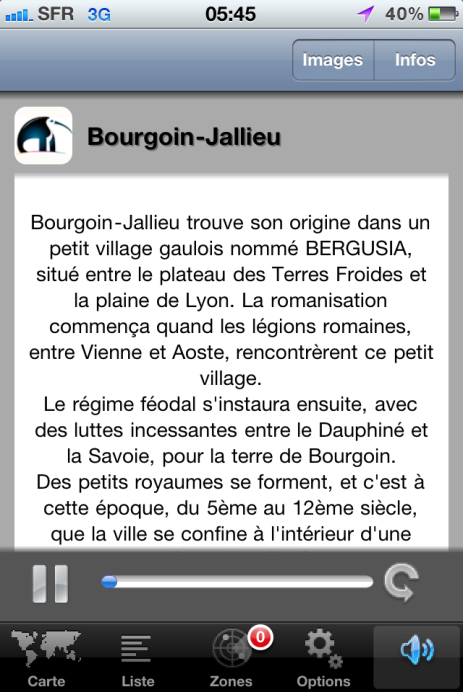 SFR 3G 05:45 40%
Images Infos
Bourgoin-Jallieu
Bourgoin-Jallieu trouve son origine dans un
petit village gaulois nommé BERGUSIA,
situé entre le plateau des Terres Froides et
la plaine de Lyon. La romanisation
commença quand les légions romaines,
entre Vienne et Aoste, rencontrèrent ce petit
village.
Le régime féodal s'instaura ensuite, avec
des luttes incessantes entre le Dauphiné et
la Savoie, pour la terre de Bourgoin.
Des petits royaumes se forment, et c'est à
cette époque, du 5ème au 12ème siècle,
que la ville se confine à l'intérieur d'une
0
Carte Liste Zones Options